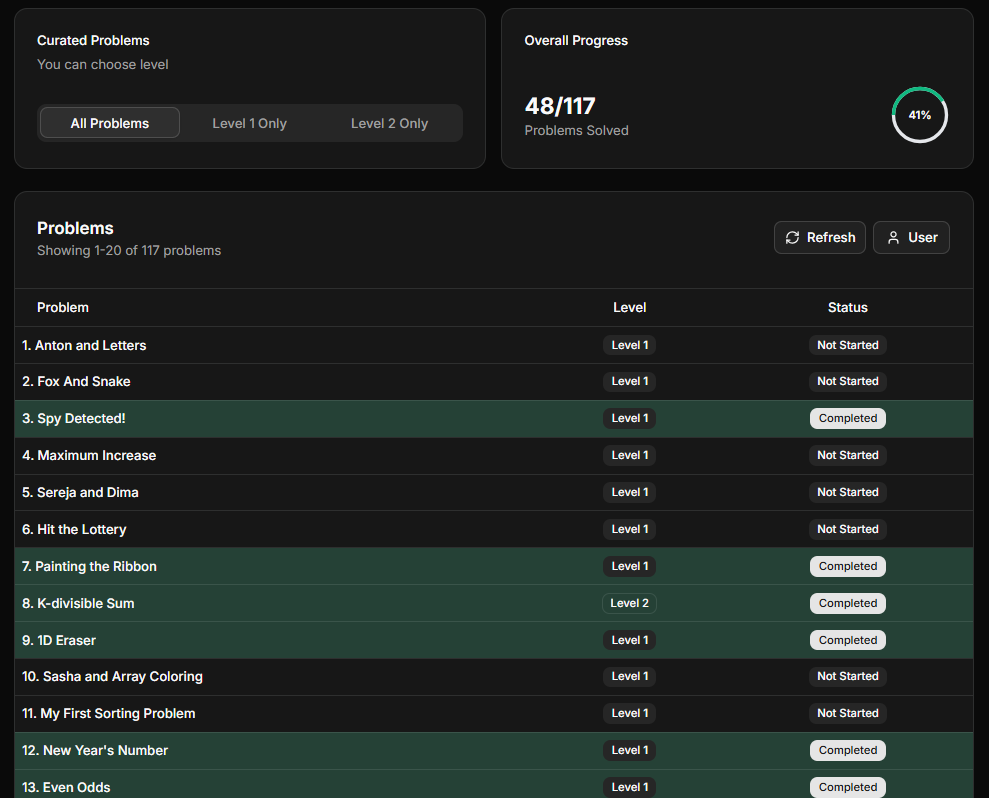 Curated Problems
You can choose level
All Problems Level 1 Only Level 2 Only
Overall Progress
48/117
Problems Solved
41%
Problems
Showing 1-20 of 117 problems
Refresh User
Problem Level Status
1. Anton and Letters Level 1 Not Started
2. Fox And Snake Level 1 Not Started
3. Spy Detected! Level 1 Completed
4. Maximum Increase Level 1 Not Started
5. Sereja and Dima Level 1 Not Started
6. Hit the Lottery Level 1 Not Started
7. Painting the Ribbon Level 1 Completed
8. K-divisible Sum Level 2 Completed
9. 1D Eraser Level 1 Completed
10. Sasha and Array Coloring Level 1 Not Started
11. My First Sorting Problem Level 1 Not Started
12. New Year's Number Level 1 Completed
13. Even Odds Level 1 Completed